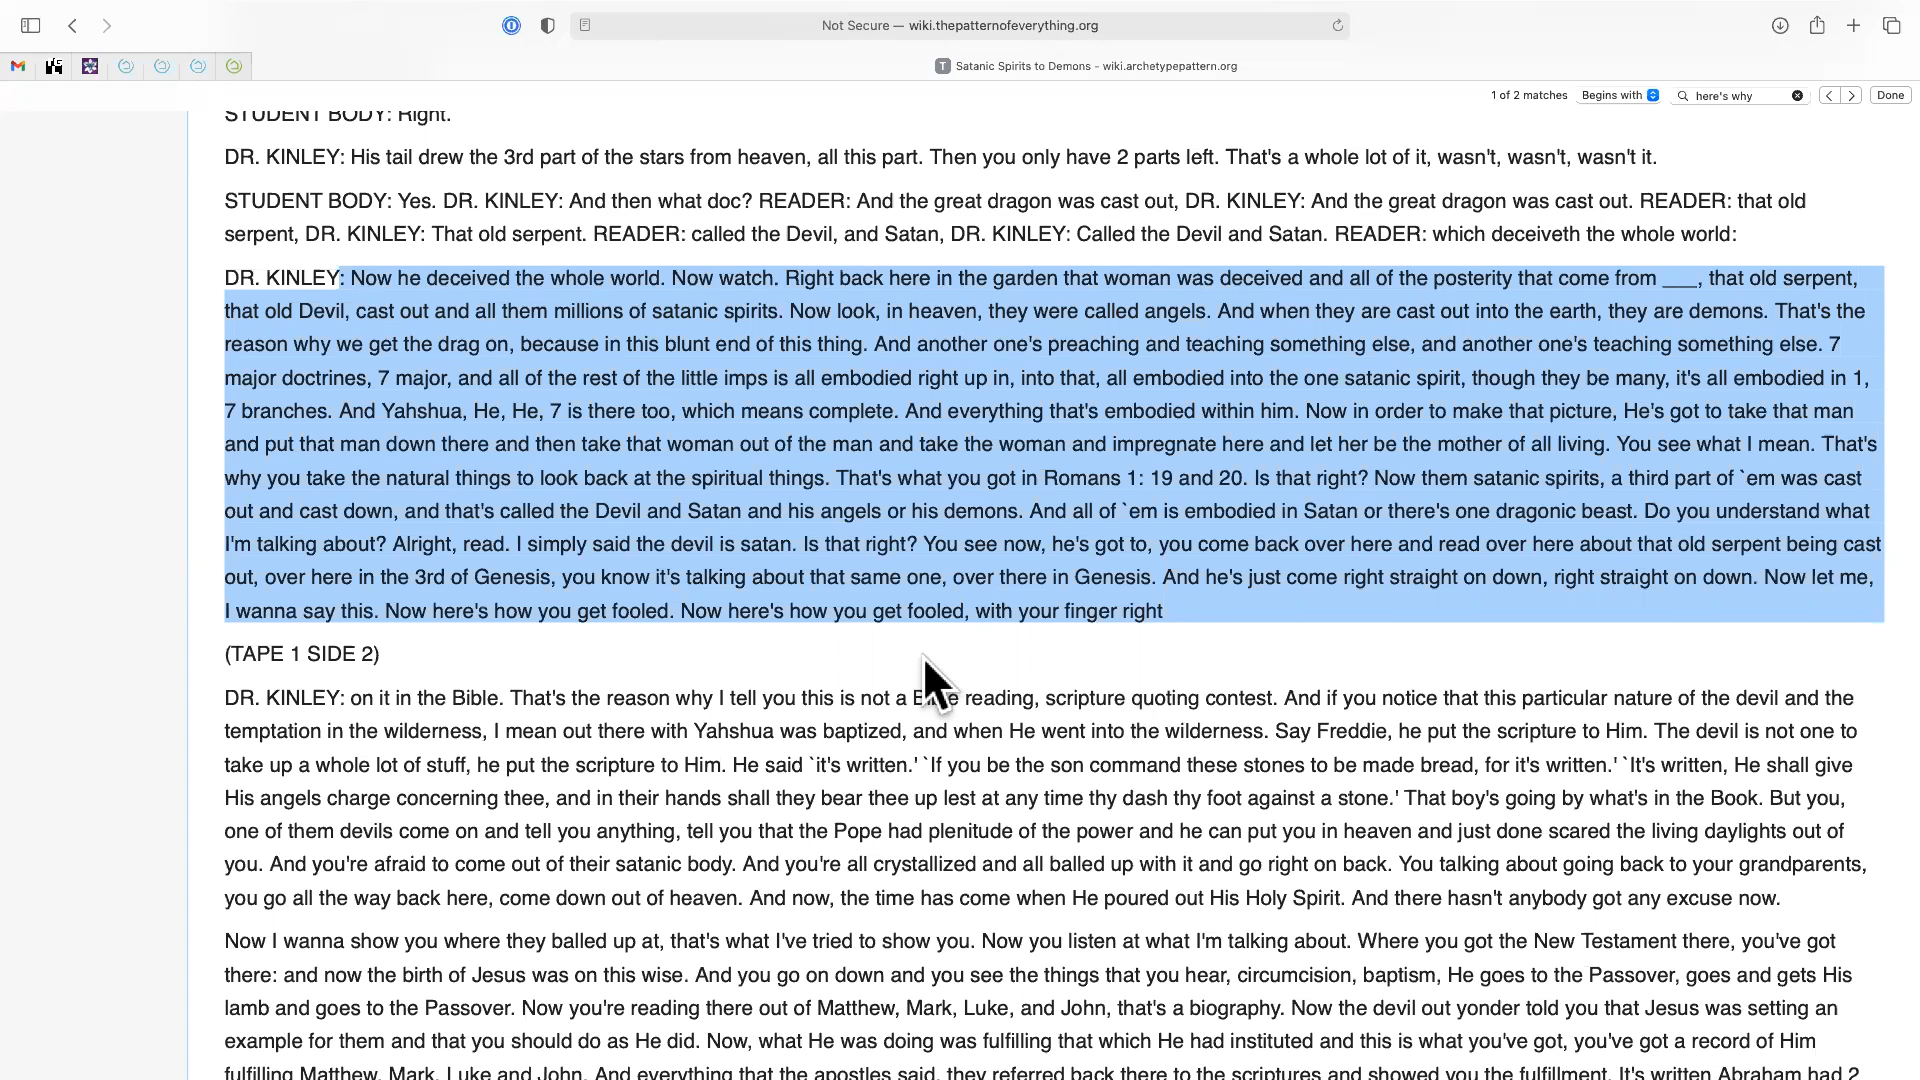 Not Secure — wiki.thepatternofeverything.org
Satanic Spirits to Demons – wiki.archetypepattern.org
1 of 2 matches Begins with here's why Done
STUDENT BODY: Right.
DR. KINLEY: His tail drew the 3rd part of the stars from heaven, all this part. Then you only have 2 parts left. That's a whole lot of it, wasn't, wasn't, wasn't it.
STUDENT BODY: Yes. DR. KINLEY: And then what doc? READER: And the great dragon was cast out, DR. KINLEY: And the great dragon was cast out. READER: that old
serpent, DR. KINLEY: That old serpent. READER: called the Devil, and Satan, DR. KINLEY: Called the Devil and Satan. READER: which deceiveth the whole world:
DR. KINLEY: Now he deceived the whole world. Now watch. Right back here in the garden that woman was deceived and all of the posterity that come from ___, that old serpent,
that old Devil, cast out and all them millions of satanic spirits. Now look, in heaven, they were called angels. And when they are cast out into the earth, they are demons. That's the
reason why we get the drag on, because in this blunt end of this thing. And another one's preaching and teaching something else, and another one's teaching something else. 7
major doctrines, 7 major, and all of the rest of the little imps is all embodied right up in, into that, all embodied into the one satanic spirit, though they be many, it's all embodied in 1,
7 branches. And Yahshua, He, He, 7 is there too, which means complete. And everything that's embodied within him. Now in order to make that picture, He's got to take that man
and put that man down there and then take that woman out of the man and take the woman and impregnate here and let her be the mother of all living. You see what I mean. That's
why you take the natural things to look back at the spiritual things. That's what you got in Romans 1: 19 and 20. Is that right? Now them satanic spirits, a third part of `em was cast
out and cast down, and that's called the Devil and Satan and his angels or his demons. And all of `em is embodied in Satan or there's one dragonic beast. Do you understand what
I'm talking about? Alright, read. I simply said the devil is satan. Is that right? You see now, he's got to, you come back over here and read over here about that old serpent being cast
out, over here in the 3rd of Genesis, you know it's talking about that same one, over there in Genesis. And he's just come right straight on down, right straight on down. Now let me,
I wanna say this. Now here's how you get fooled. Now here's how you get fooled, with your finger right
(TAPE 1 SIDE 2)
DR. KINLEY: on it in the Bible. That's the reason why I tell you this is not a Bible reading, scripture quoting contest. And if you notice that this particular nature of the devil and the
temptation in the wilderness, I mean out there with Yahshua was baptized, and when He went into the wilderness. Say Freddie, he put the scripture to Him. The devil is not one to
take up a whole lot of stuff, he put the scripture to Him. He said `it's written.' `If you be the son command these stones to be made bread, for it's written.' `It's written, He shall give
His angels charge concerning thee, and in their hands shall they bear thee up lest at any time thy dash thy foot against a stone.' That boy's going by what's in the Book. But you,
one of them devils come on and tell you anything, tell you that the Pope had plenitude of the power and he can put you in heaven and just done scared the living daylights out of
you. And you're afraid to come out of their satanic body. And you're all crystallized and all balled up with it and go right on back. You talking about going back to your grandparents,
you go all the way back here, come down out of heaven. And now, the time has come when He poured out His Holy Spirit. And there hasn't anybody got any excuse now.
Now I wanna show you where they balled up at, that's what I've tried to show you. Now you listen at what I'm talking about. Where you got the New Testament there, you've got
there: and now the birth of Jesus was on this wise. And you go on down and you see the things that you hear, circumcision, baptism, He goes to the Passover, goes and gets His
lamb and goes to the Passover. Now you're reading there out of Matthew, Mark, Luke, and John, that's a biography. Now the devil out yonder told you that Jesus was setting an
example for them and that you should do as He did. Now, what He was doing was fulfilling that which He had instituted and this is what you've got, you've got a record of Him
fulfilling Matthew, Mark, Luke and John. And everything that the apostles said, they referred back there to the scriptures and showed you the fulfillment. It's written Abraham had 2